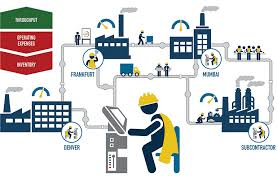 THROUGHPUT
OPERATING
EXPENSES
INVENTORY
FRANKFURT
MUMBAI
DENVER
SUBCONTRACTOR